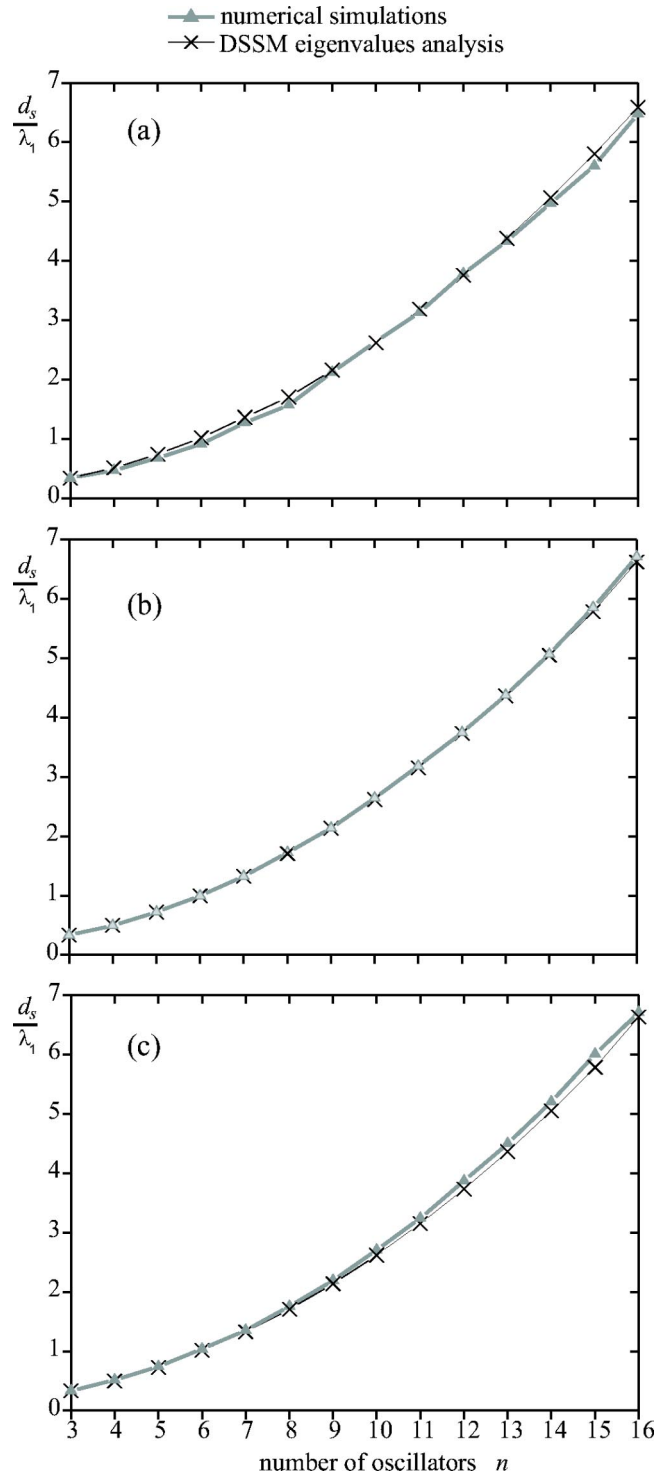 numerical simulations
DSSM eigenvalues analysis
7
d_s
λ_1
(a)
6
5
4
3
2
1
0
7
d_s
λ_1
(b)
6
5
4
3
2
1
0
7
d_s
λ_1
(c)
6
5
4
3
2
1
0
3 4 5 6 7 8 9 10 11 12 13 14 15 16
number of oscillators n